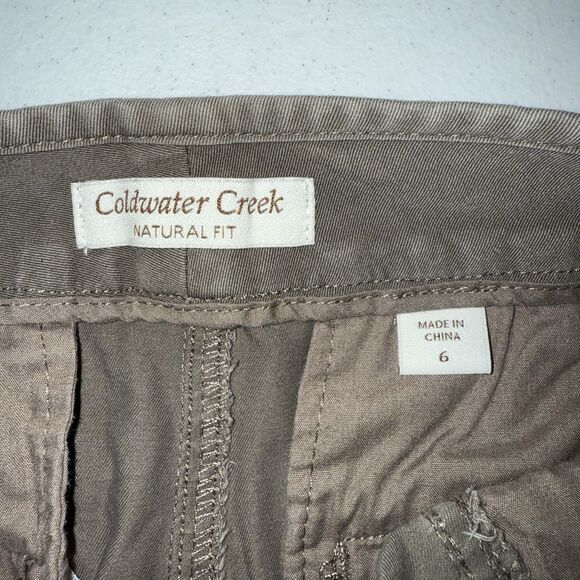 Coldwater Creek
NATURAL FIT
MADE IN
CHINA
6